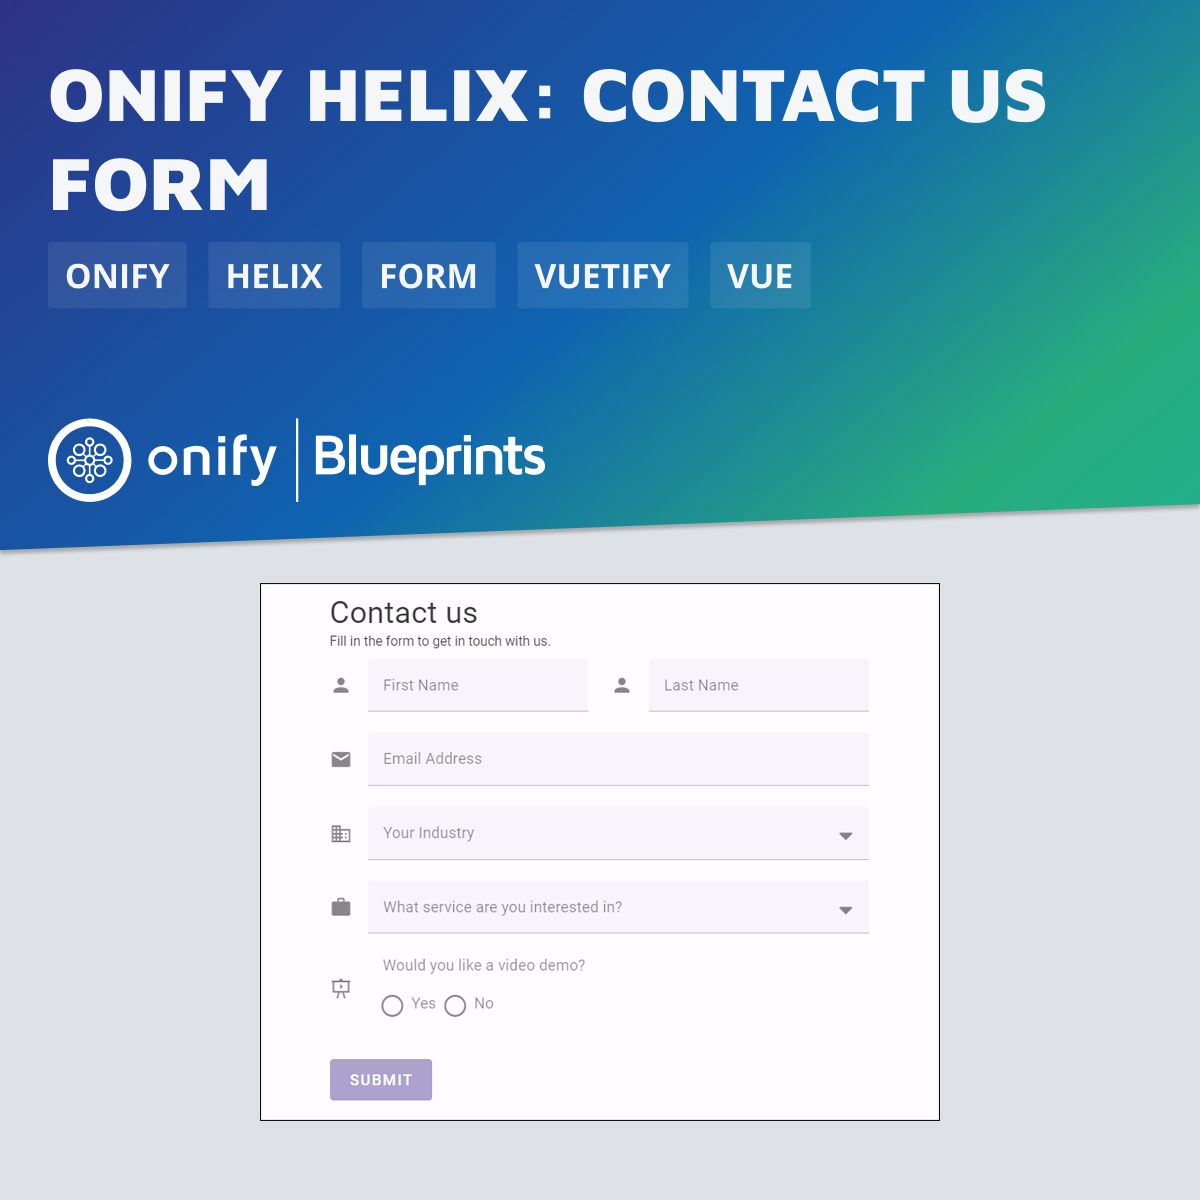 ONIFY HELIX: CONTACT US
FORM
ONIFY HELIX FORM VUETIFY VUE
onify Blueprints
Contact us
Fill in the form to get in touch with us.
First Name Last Name
Email Address
Your Industry
What service are you interested in?
Would you like a video demo?
Yes No
SUBMIT